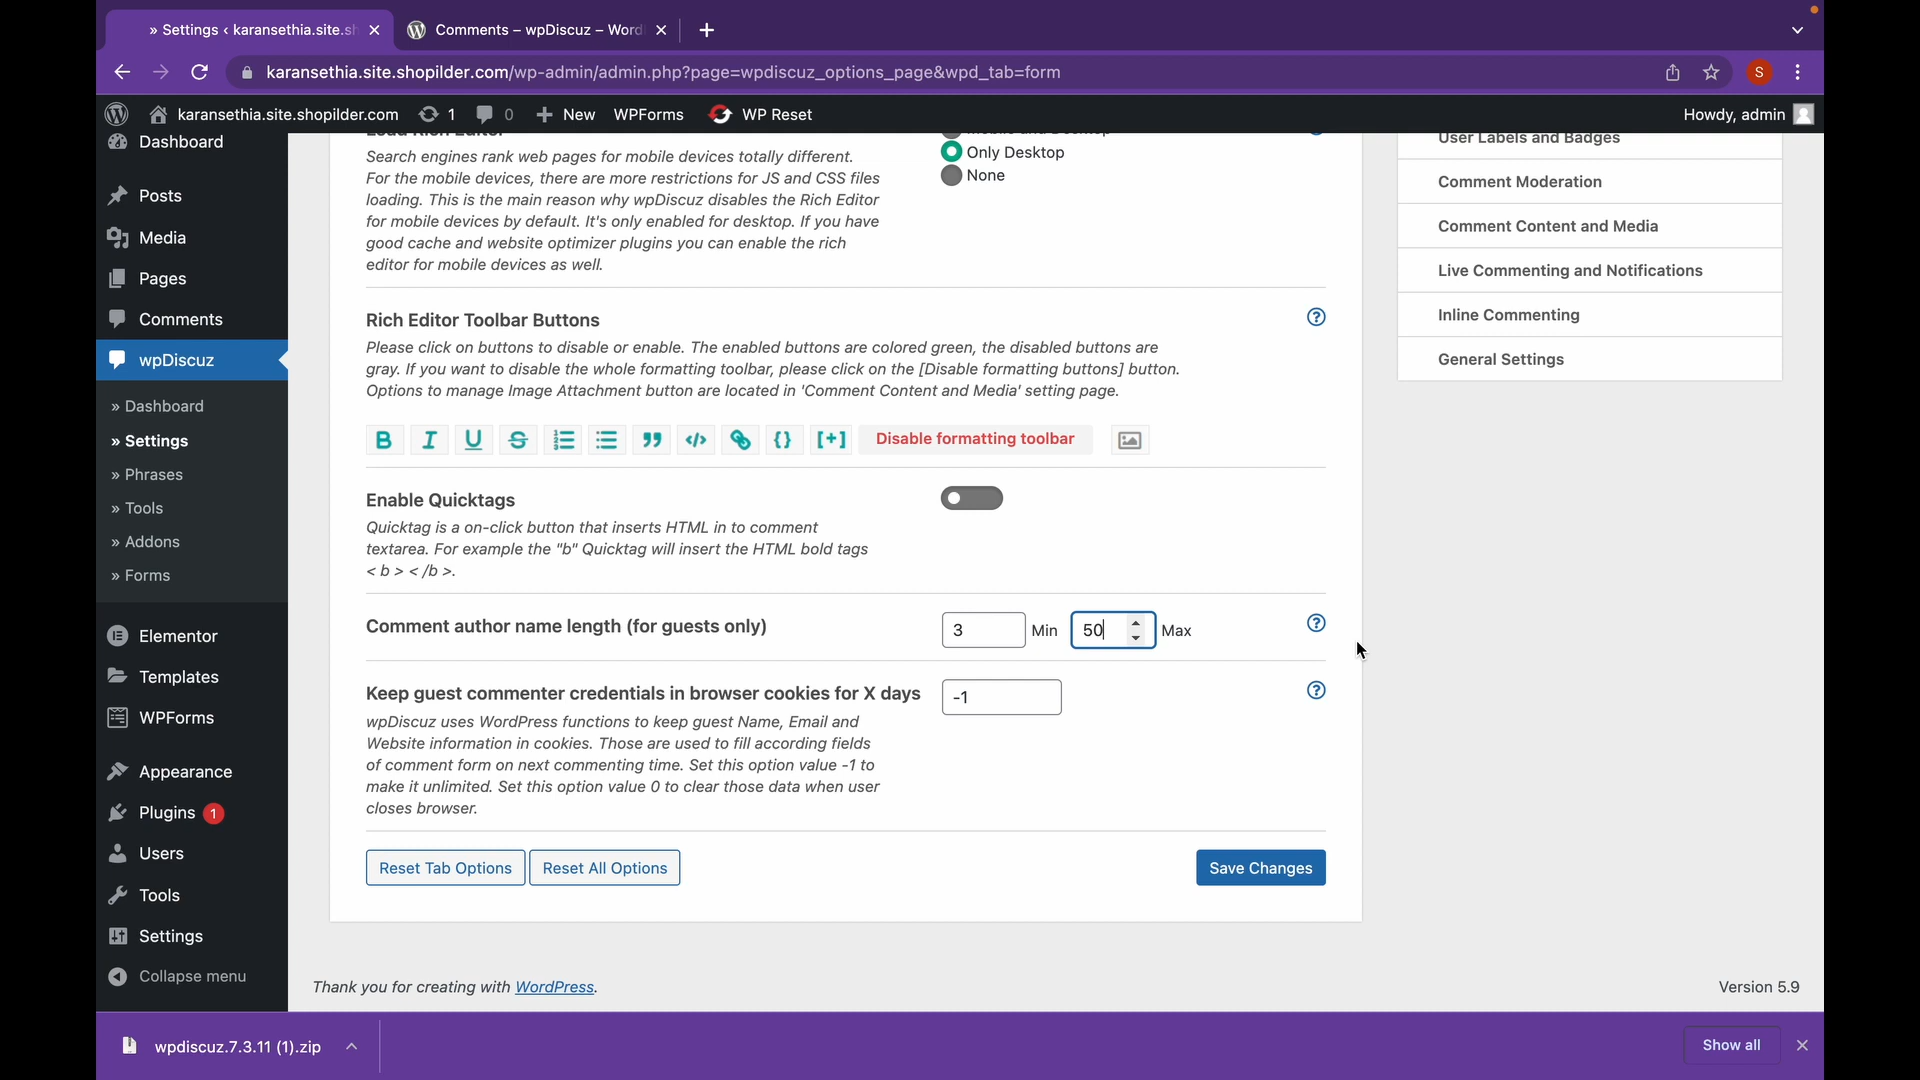 » Settings ‹ karansethia.site.sh
Comments – wpDiscuz – Word
karansethia.site.shopilder.com/wp-admin/admin.php?page=wpdiscuz_options_page&wpd_tab=form
S
karansethia.site.shopilder.com
1
0
New
WPForms
WP Reset
Howdy, admin
Dashboard
Posts
Media
Pages
Comments
wpDiscuz
» Dashboard
» Settings
» Phrases
» Tools
» Addons
» Forms
Elementor
Templates
WPForms
Appearance
Plugins 1
Users
Tools
Settings
Collapse menu
Load Rich Editor
Search engines rank web pages for mobile devices totally different.
For the mobile devices, there are more restrictions for JS and CSS files
loading. This is the main reason why wpDiscuz disables the Rich Editor
for mobile devices by default. It's only enabled for desktop. If you have
good cache and website optimizer plugins you can enable the rich
editor for mobile devices as well.
Mobile and Desktop
Only Desktop
None
Rich Editor Toolbar Buttons
Please click on buttons to disable or enable. The enabled buttons are colored green, the disabled buttons are
gray. If you want to disable the whole formatting toolbar, please click on the [Disable formatting buttons] button.
Options to manage Image Attachment button are located in 'Comment Content and Media' setting page.
B I U S </> {} [+] Disable formatting toolbar
Enable Quicktags
Quicktag is a on-click button that inserts HTML in to comment
textarea. For example the "b" Quicktag will insert the HTML bold tags
< b > < /b >.
Comment author name length (for guests only)
3 Min 50 Max
Keep guest commenter credentials in browser cookies for X days
-1
wpDiscuz uses WordPress functions to keep guest Name, Email and
Website information in cookies. Those are used to fill according fields
of comment form on next commenting time. Set this option value -1 to
make it unlimited. Set this option value 0 to clear those data when user
closes browser.
Reset Tab Options
Reset All Options
Save Changes
User Labels and Badges
Comment Moderation
Comment Content and Media
Live Commenting and Notifications
Inline Commenting
General Settings
Thank you for creating with WordPress.
Version 5.9
wpdiscuz.7.3.11 (1).zip
Show all